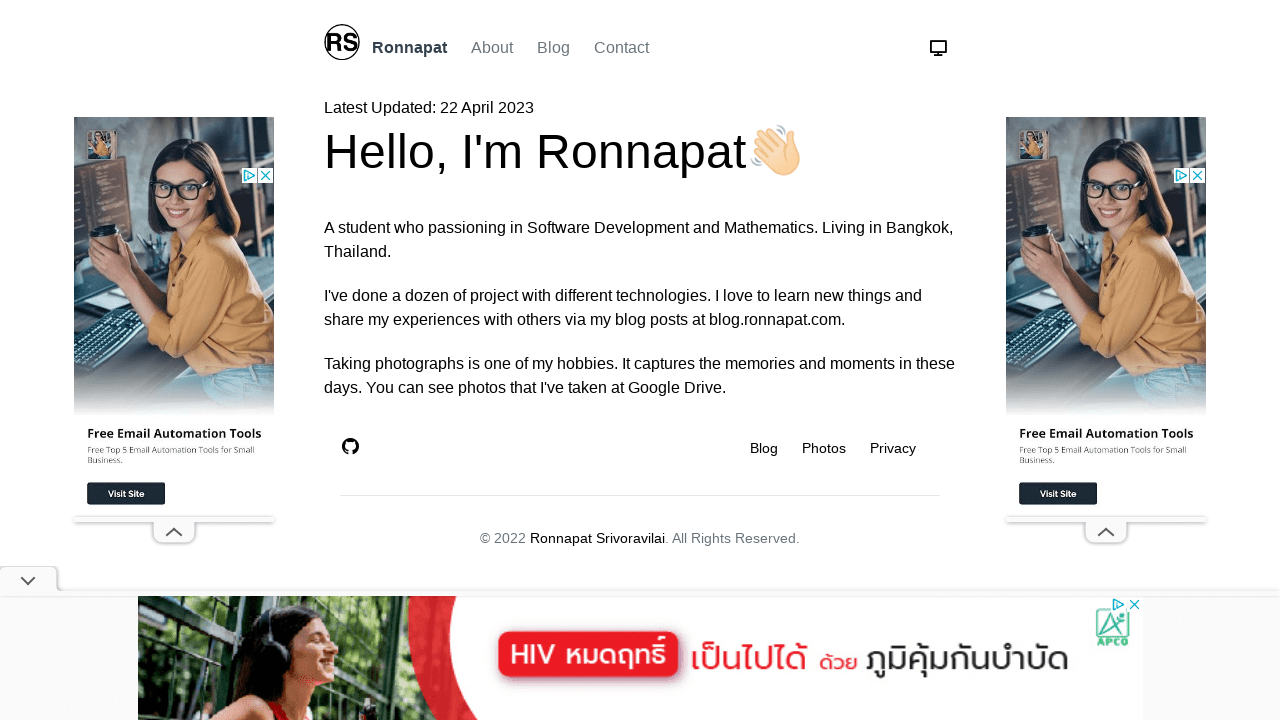 RS
Ronnapat About Blog Contact
Latest Updated: 22 April 2023
Hello, I'm Ronnapat👋🏻
A student who passioning in Software Development and Mathematics. Living in Bangkok,
Thailand.
I've done a dozen of project with different technologies. I love to learn new things and
share my experiences with others via my blog posts at blog.ronnapat.com.
Taking photographs is one of my hobbies. It captures the memories and moments in these
days. You can see photos that I've taken at Google Drive.
Blog Photos Privacy
© 2022 Ronnapat Srivoravilai. All Rights Reserved.
Free Email Automation Tools
Free Top 5 Email Automation Tools for Small
Business.
Visit Site
Free Email Automation Tools
Free Top 5 Email Automation Tools for Small
Business.
Visit Site
HIV หมดฤทธิ์ เป็นไปได้ ด้วย ภูมิคุ้มกันบำบัด
APCO